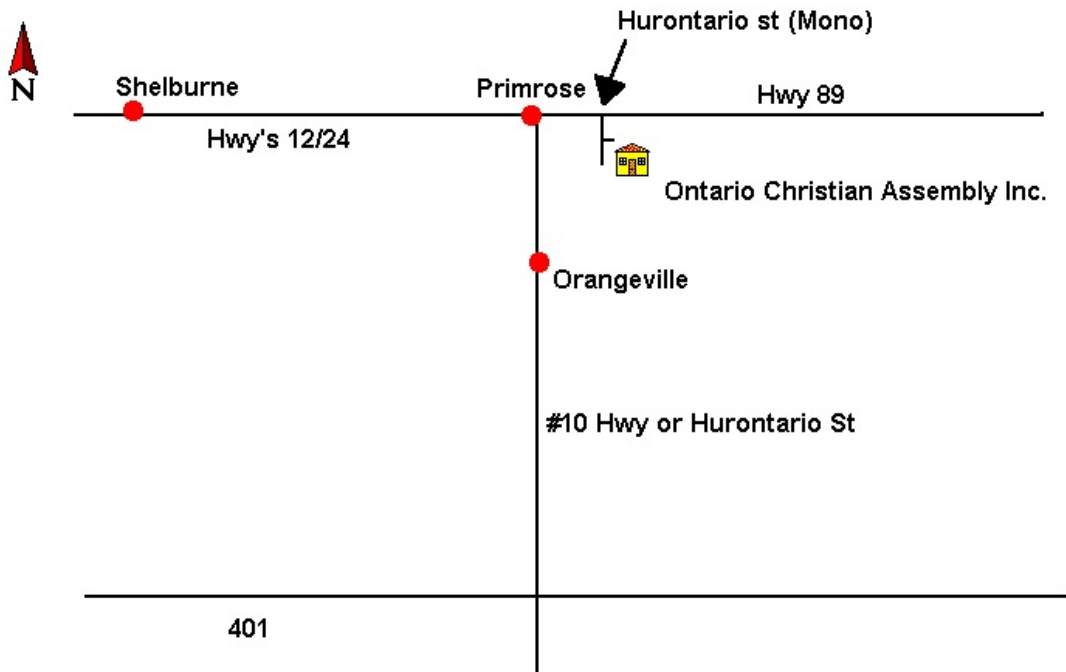 Hurontario st (Mono)
N
Shelburne
Primrose
Hwy 89
Hwy's 12/24
Ontario Christian Assembly Inc.
Orangeville
#10 Hwy or Hurontario St
401